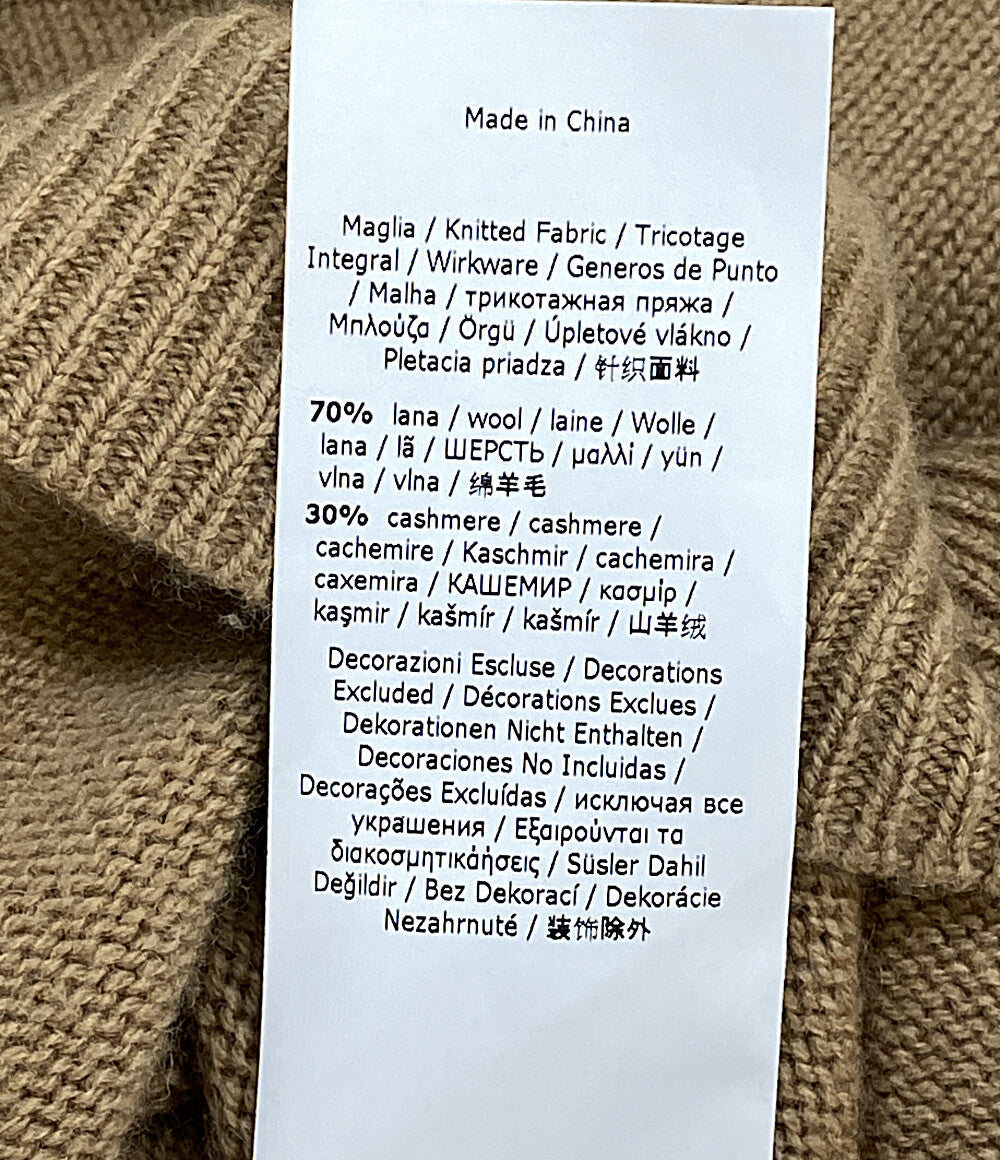 Made in China
Maglia / Knitted Fabric / Tricotage
Integral / Wirkware / Generos de Punto
/ Malha / трикотажная пряжа /
Μπλούζα / Örgü / Úpletové vlákno /
Pletacia priadza / 针织面料
70% lana / wool / laine / Wolle /
lana / lã / ШЕРСТЬ / μαλλί / yün /
vlna / vlna / 绵羊毛
30% cashmere / cashmere /
cachemire / Kaschmir / cachemira /
caxemira / КАШЕМИР / κασμίρ /
kaşmir / kašmír / kašmír / 山羊绒
Decorazioni Escluse / Decorations
Excluded / Décorations Exclues /
Dekorationen Nicht Enthalten /
Decoraciones No Incluidas /
Decorações Excluídas / исключая все
украшения / Εξαιρούνται τα
διακοσμητικάήσεις / Süsler Dahil
Değildir / Bez Dekorací / Dekorácie
Nezahrnuté / 装饰除外